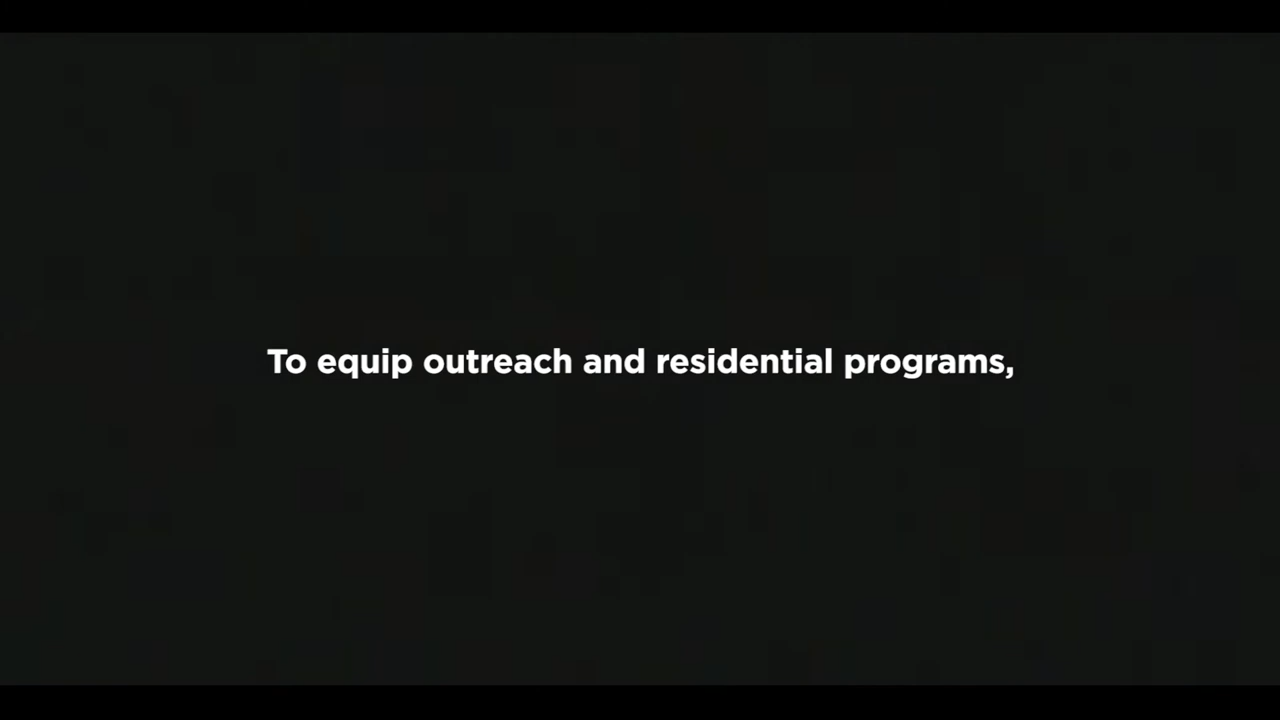 To equip outreach and residential programs,